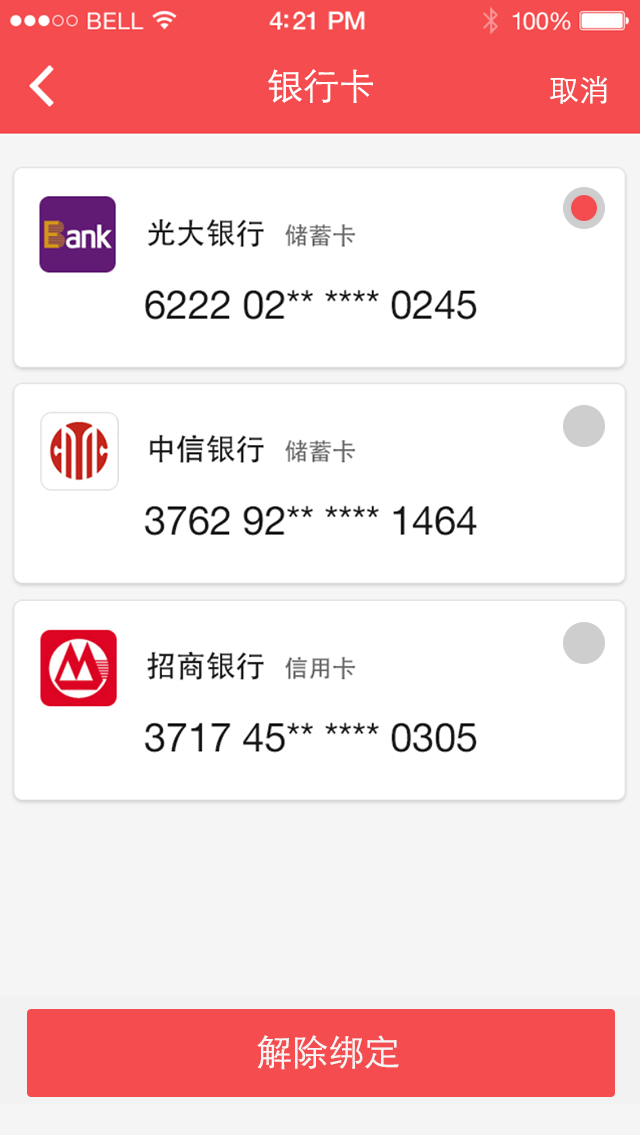 BELL 4:21 PM 100%
银行卡 取消
Bank 光大银行 储蓄卡
6222 02** **** 0245
中信银行 储蓄卡
3762 92** **** 1464
招商银行 信用卡
3717 45** **** 0305
解除绑定